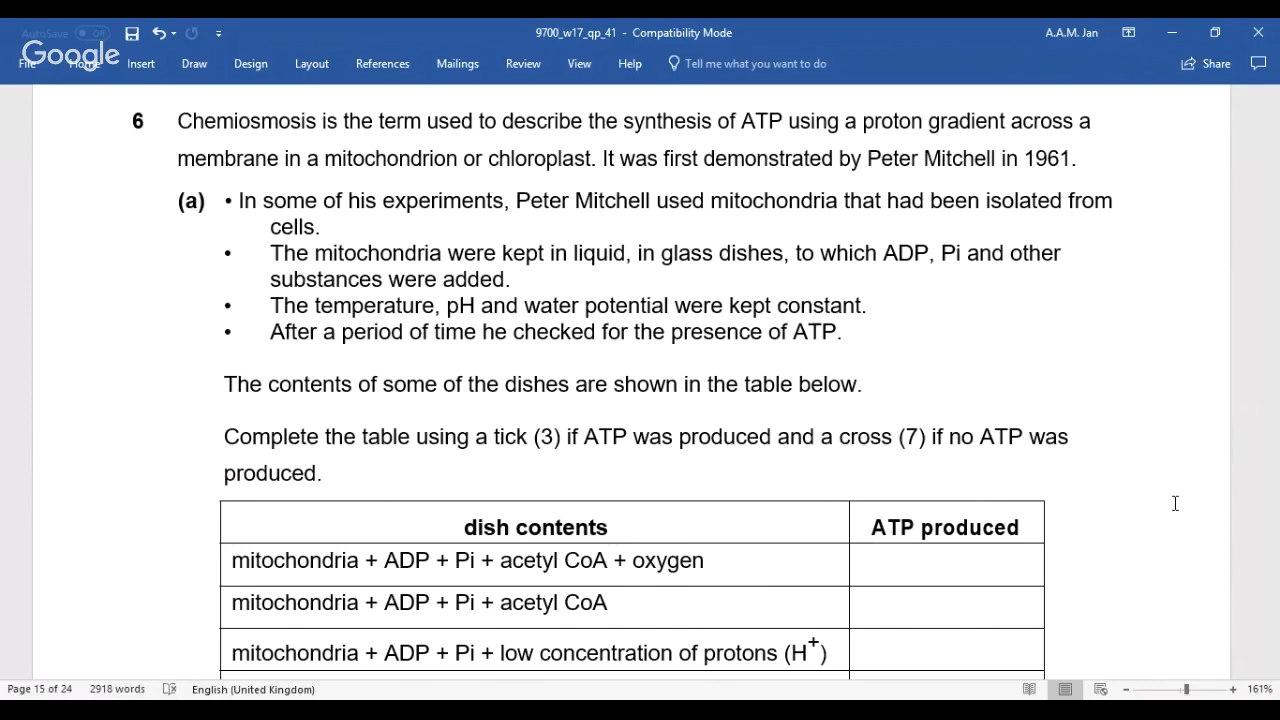 AutoSave Off
9700_w17_qp_41 - Compatibility Mode
A.A.M. Jan
Google
File Home Insert Draw Design Layout References Mailings Review View Help Tell me what you want to do Share
6 Chemiosmosis is the term used to describe the synthesis of ATP using a proton gradient across a
membrane in a mitochondrion or chloroplast. It was first demonstrated by Peter Mitchell in 1961.
(a) • In some of his experiments, Peter Mitchell used mitochondria that had been isolated from
cells.
• The mitochondria were kept in liquid, in glass dishes, to which ADP, Pi and other
substances were added.
• The temperature, pH and water potential were kept constant.
• After a period of time he checked for the presence of ATP.
The contents of some of the dishes are shown in the table below.
Complete the table using a tick (3) if ATP was produced and a cross (7) if no ATP was
produced.
dish contents ATP produced
mitochondria + ADP + Pi + acetyl CoA + oxygen
mitochondria + ADP + Pi + acetyl CoA
mitochondria + ADP + Pi + low concentration of protons (H⁺)
Page 15 of 24 2918 words English (United Kingdom) 161%